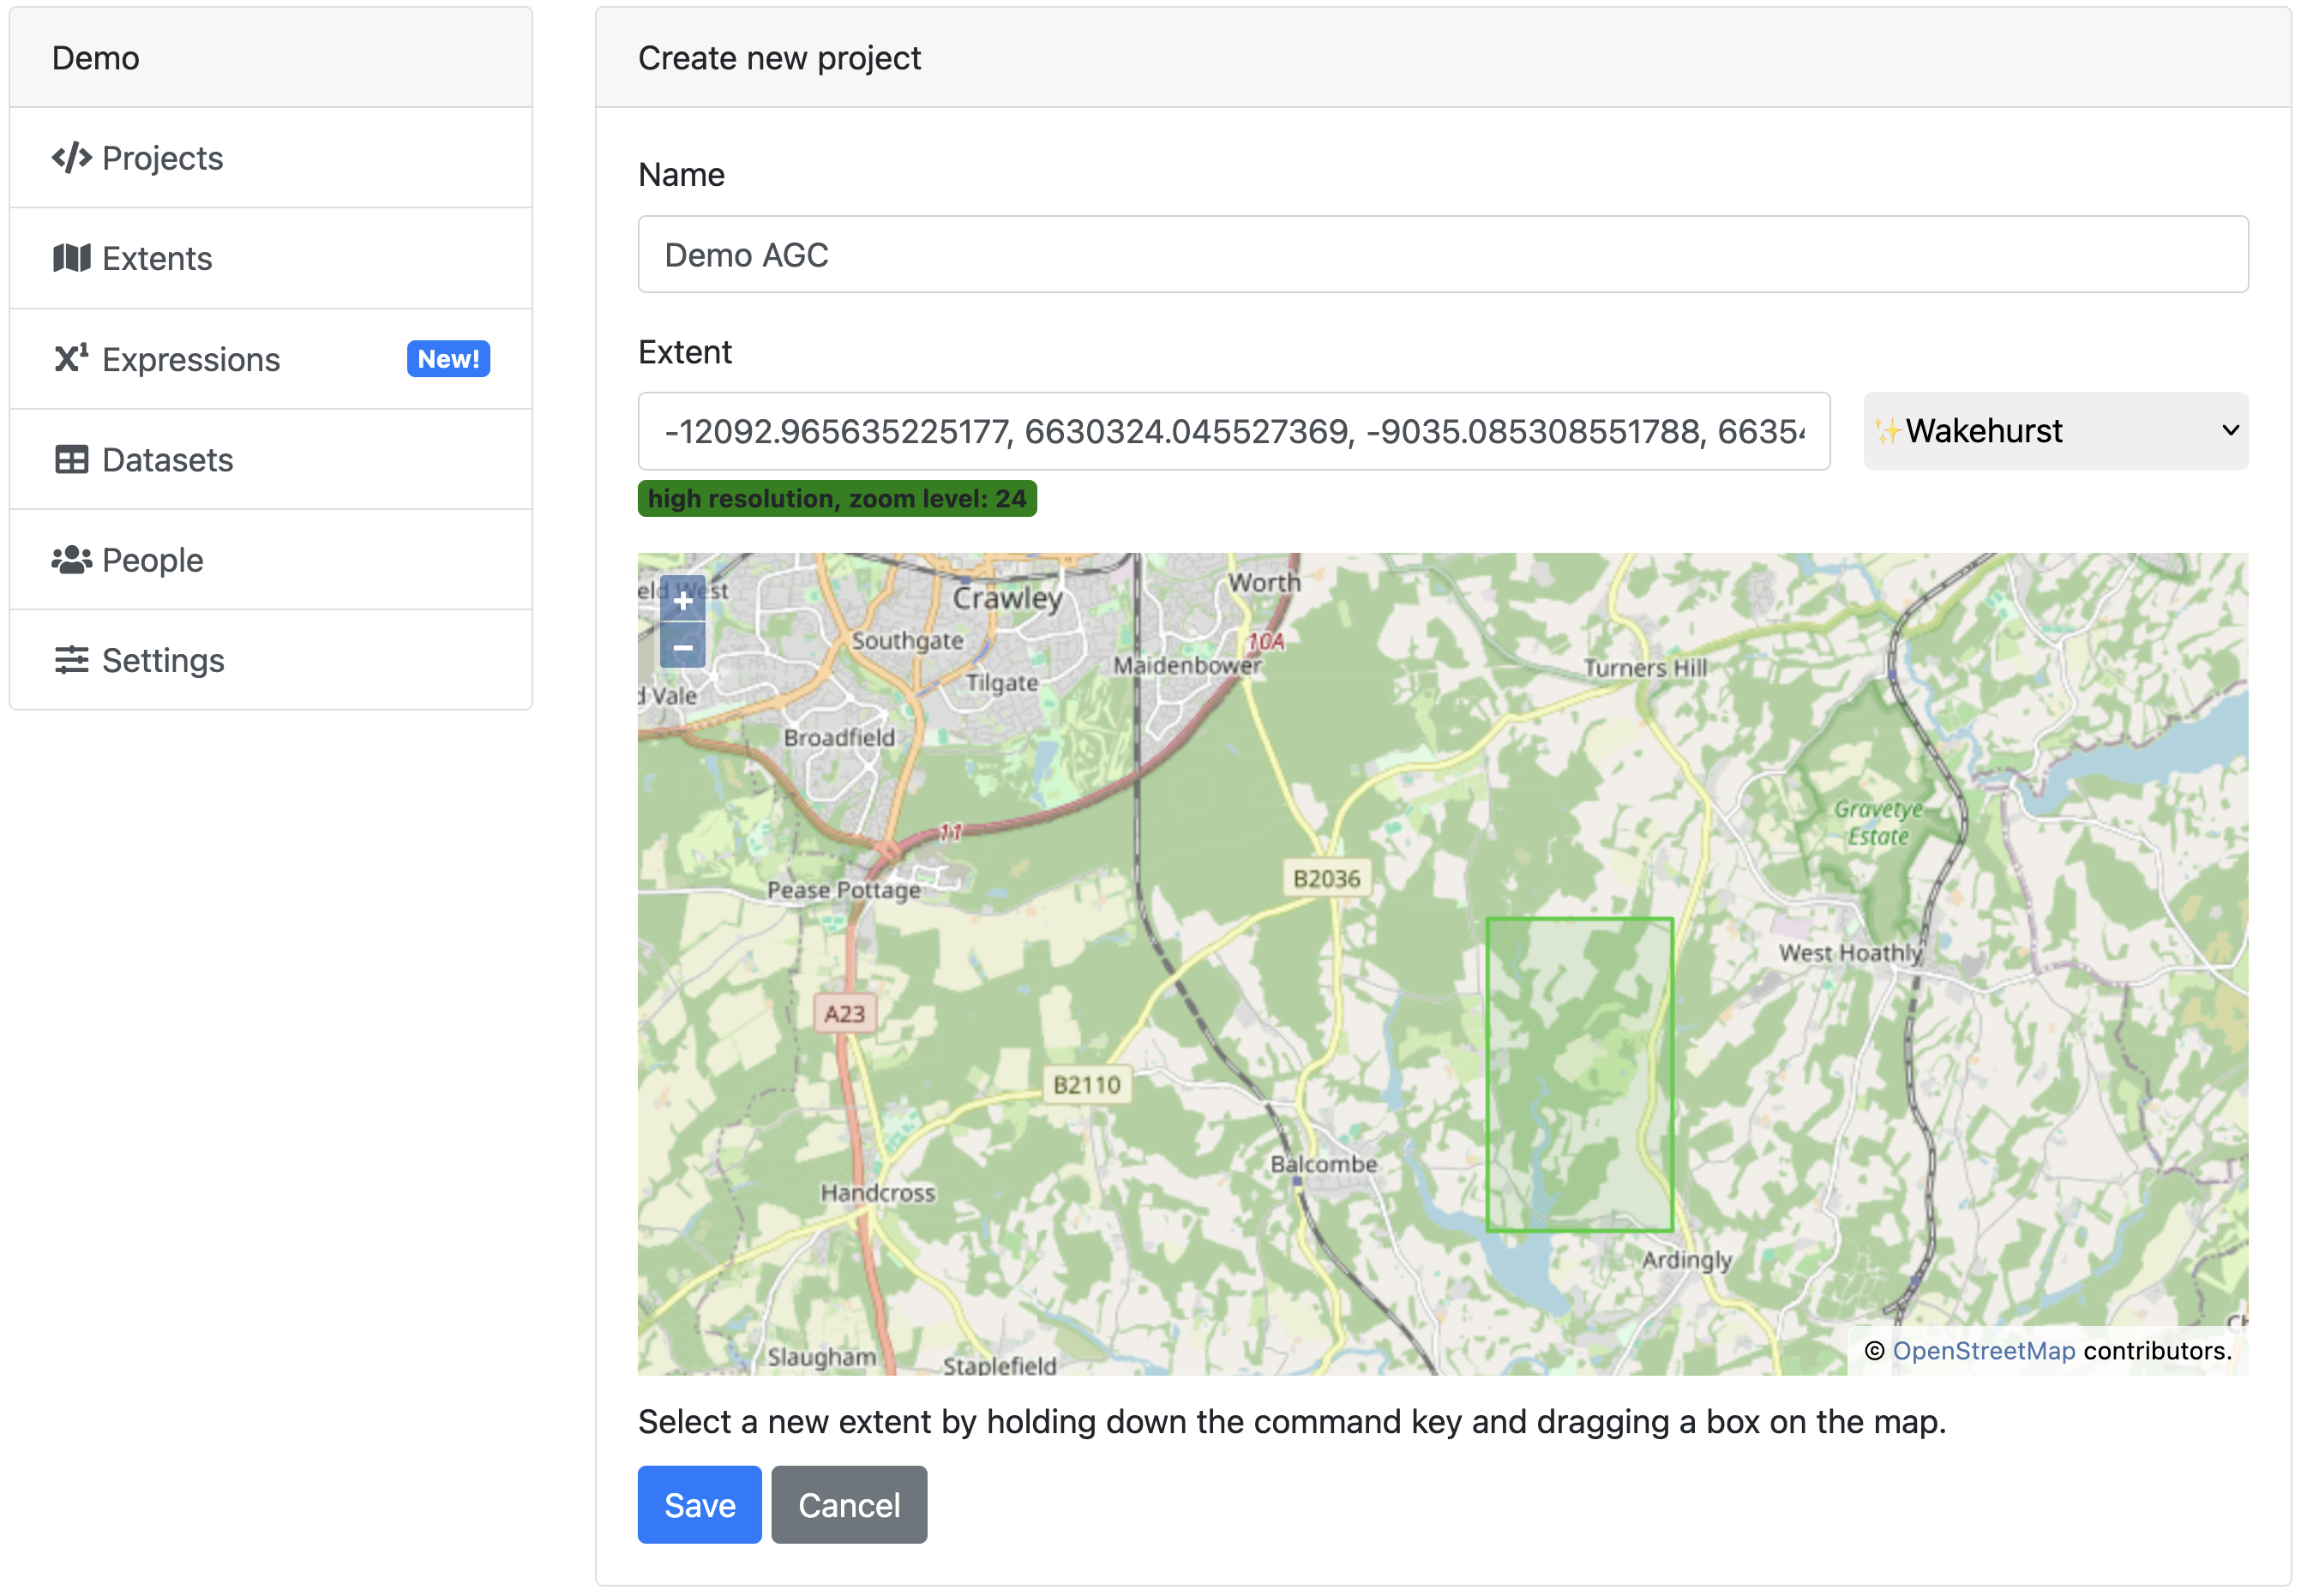 Demo
Projects
Extents
Expressions New!
Datasets
People
Settings
Create new project
Name
Demo AGC
Extent
-12092.965635225177, 6630324.045527369, -9035.085308551788, 6635
✨Wakehurst
high resolution, zoom level: 24
+
−
West
Crawley
Worth
Southgate
10A
Maidenbower
Turners Hill
Tilgate
d Vale
Broadfield
Gravetye
Estate
11
Pease Pottage
B2036
West Hoathly
A23
B2110
Balcombe
Handcross
Ardingly
Slaugham
Staplefield
© OpenStreetMap contributors.
Select a new extent by holding down the command key and dragging a box on the map.
Save Cancel